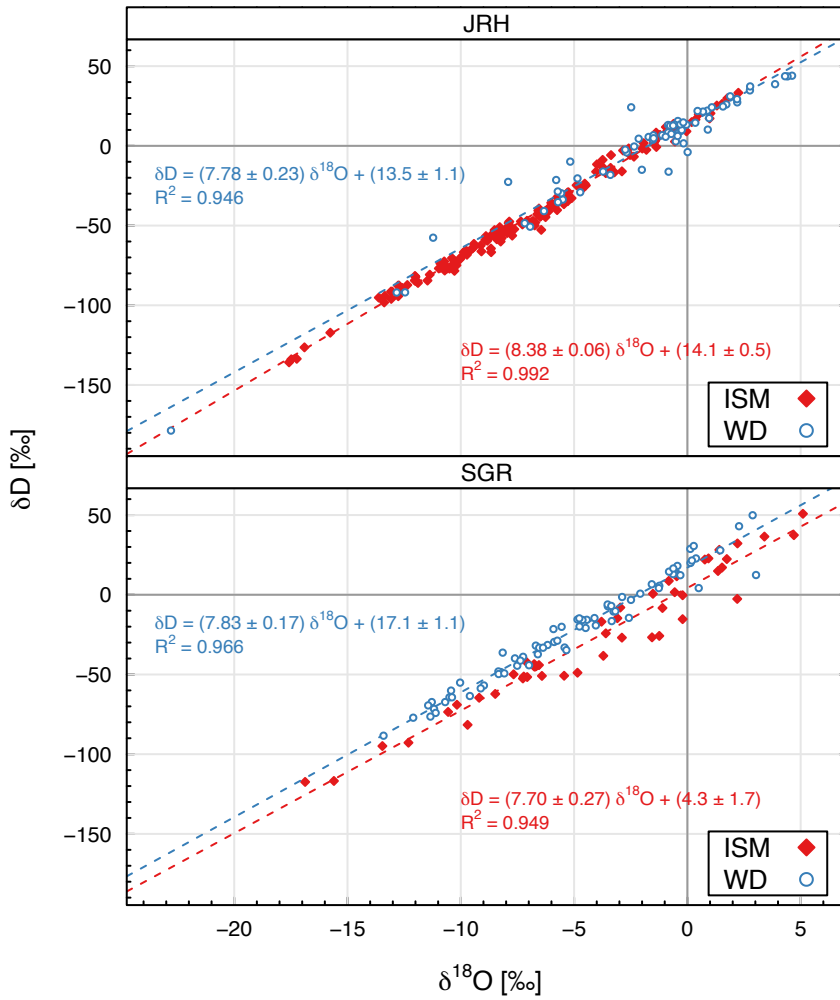 JRH
50
0
−50
−100
−150
δD = (7.78 ± 0.23) δ¹⁸O + (13.5 ± 1.1)
R² = 0.946
δD = (8.38 ± 0.06) δ¹⁸O + (14.1 ± 0.5)
R² = 0.992
ISM
WD
δD [‰]
SGR
50
0
−50
−100
−150
δD = (7.83 ± 0.17) δ¹⁸O + (17.1 ± 1.1)
R² = 0.966
δD = (7.70 ± 0.27) δ¹⁸O + (4.3 ± 1.7)
R² = 0.949
ISM
WD
−20 −15 −10 −5 0 5
δ¹⁸O [‰]